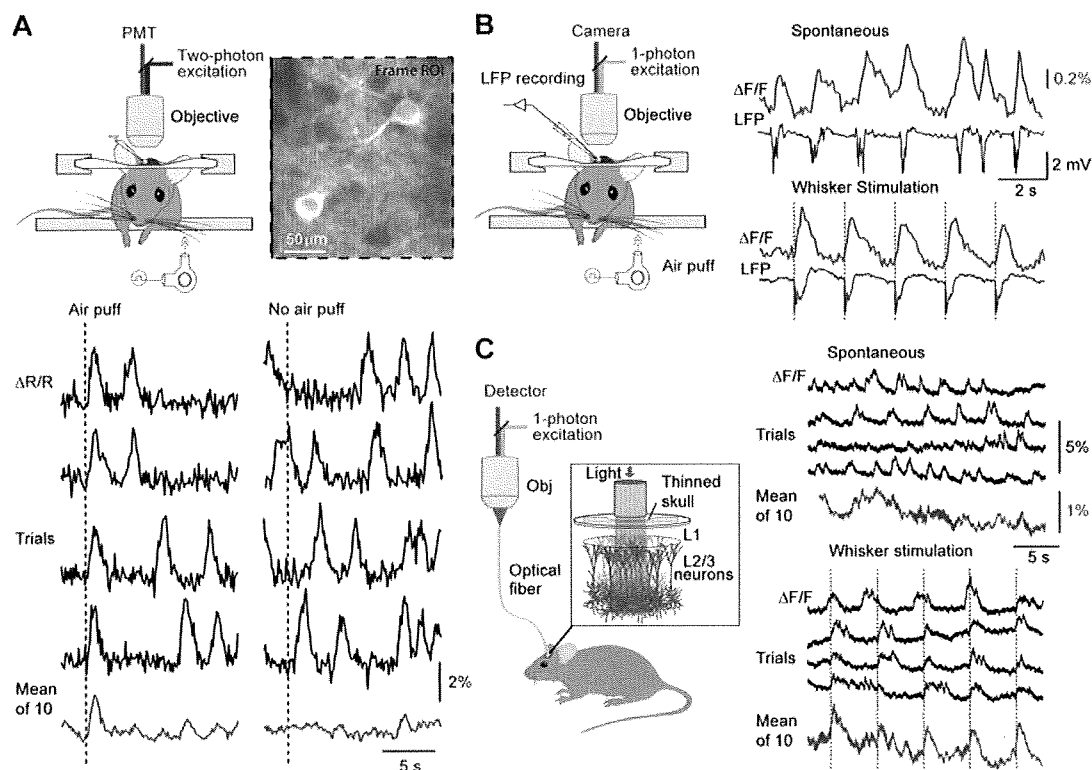 A
PMT
Two-photon
excitation
Objective
Frame ROI
50 µm
Air puff
No air puff
ΔR/R
Trials
Mean
of 10
2%
5 s
B
Camera
LFP recording
1-photon
excitation
Objective
Air puff
Spontaneous
ΔF/F
0.2%
LFP
2 mV
2 s
Whisker Stimulation
ΔF/F
LFP
C
Detector
1-photon
excitation
Obj
Optical
fiber
Light
Thinned
skull
L1
L2/3
neurons
Spontaneous
ΔF/F
Trials
5%
Mean
of 10
1%
5 s
Whisker stimulation
ΔF/F
Trials
Mean
of 10